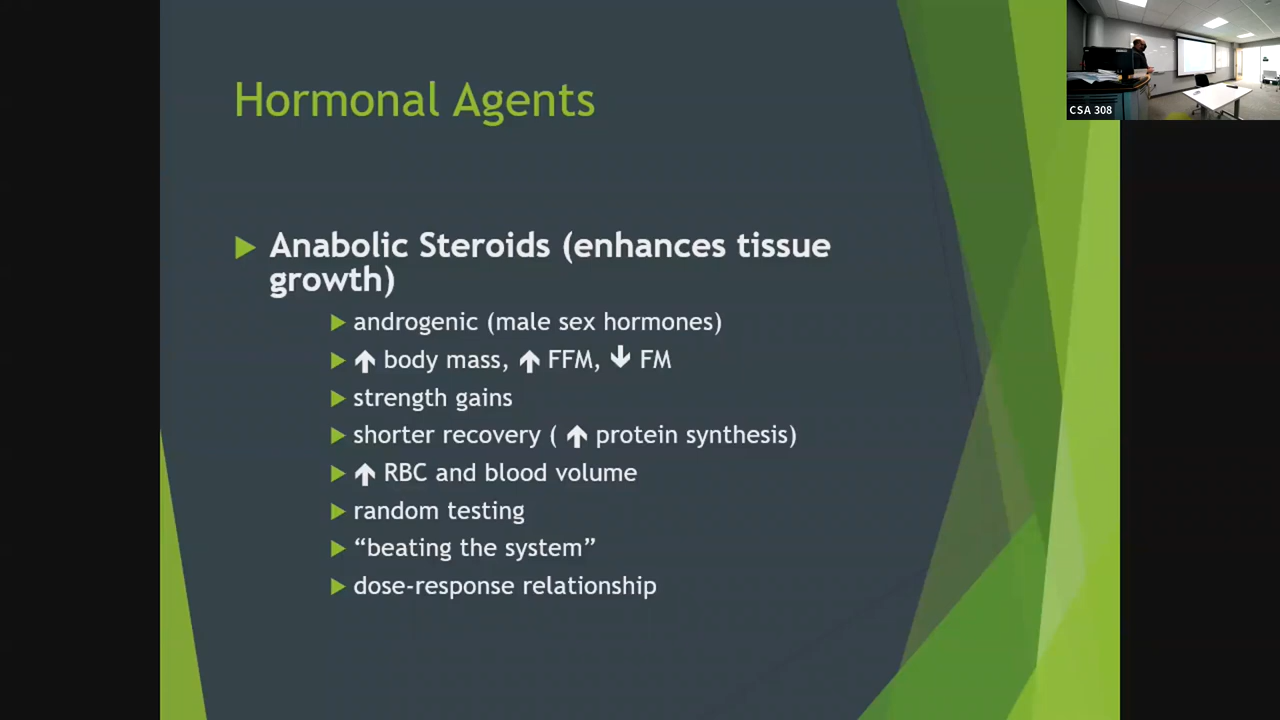 Hormonal Agents
Anabolic Steroids (enhances tissue
growth)
androgenic (male sex hormones)
↑ body mass, ↑ FFM, ↓ FM
strength gains
shorter recovery ( ↑ protein synthesis)
↑ RBC and blood volume
random testing
“beating the system”
dose-response relationship
CSA 308